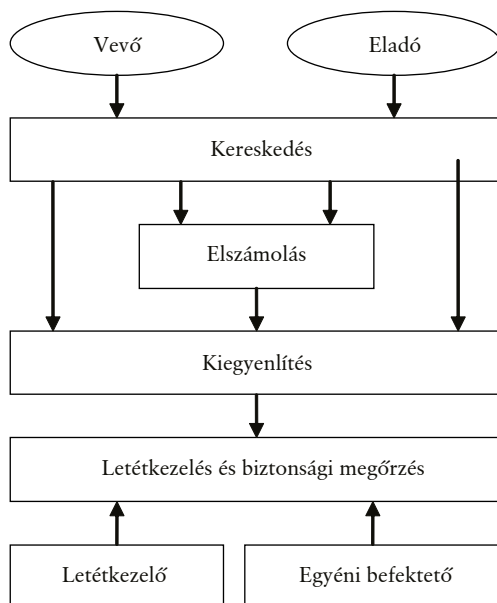 Vevő
Eladó
Kereskedés
Elszámolás
Kiegyenlítés
Letétkezelés és biztonsági megőrzés
Letétkezelő
Egyéni befektető